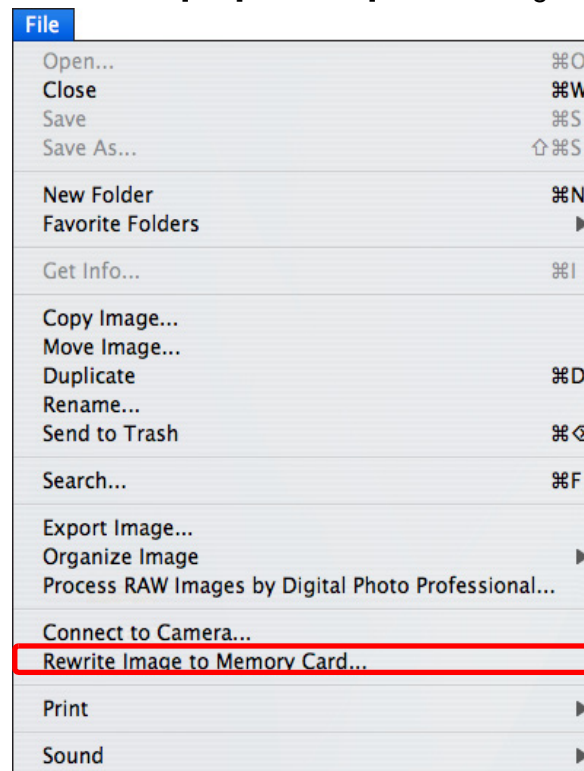 File
Open... ⌘O
Close ⌘W
Save ⌘S
Save As... ⇧⌘S
New Folder ⌘N
Favorite Folders ▶
Get Info... ⌘I
Copy Image...
Move Image...
Duplicate ⌘D
Rename...
Send to Trash ⌘⌫
Search... ⌘F
Export Image...
Organize Image ▶
Process RAW Images by Digital Photo Professional...
Connect to Camera...
Rewrite Image to Memory Card...
Print ▶
Sound ▶